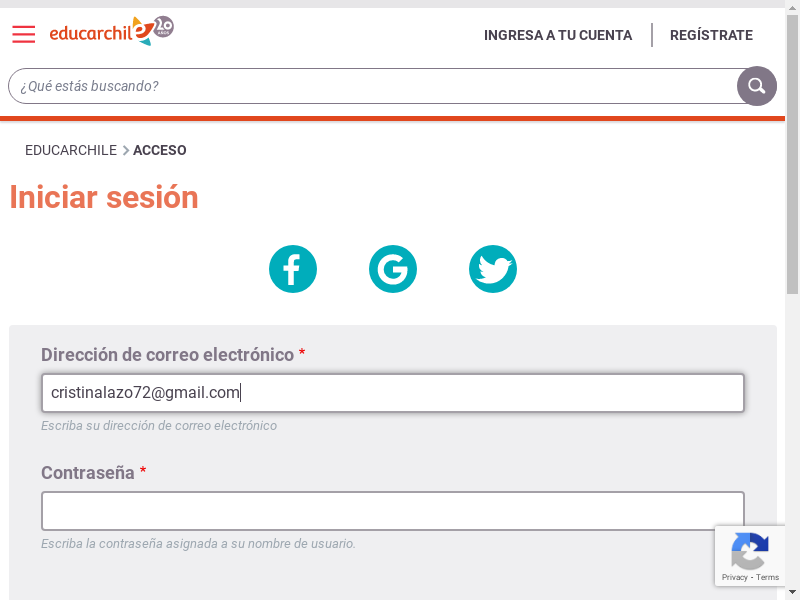 educarchile 20 AÑOS
INGRESA A TU CUENTA
REGÍSTRATE
¿Qué estás buscando?
EDUCARCHILE > ACCESO
Iniciar sesión
Dirección de correo electrónico *
cristinalazo72@gmail.com
Escriba su dirección de correo electrónico
Contraseña *
Escriba la contraseña asignada a su nombre de usuario.
Privacy - Terms